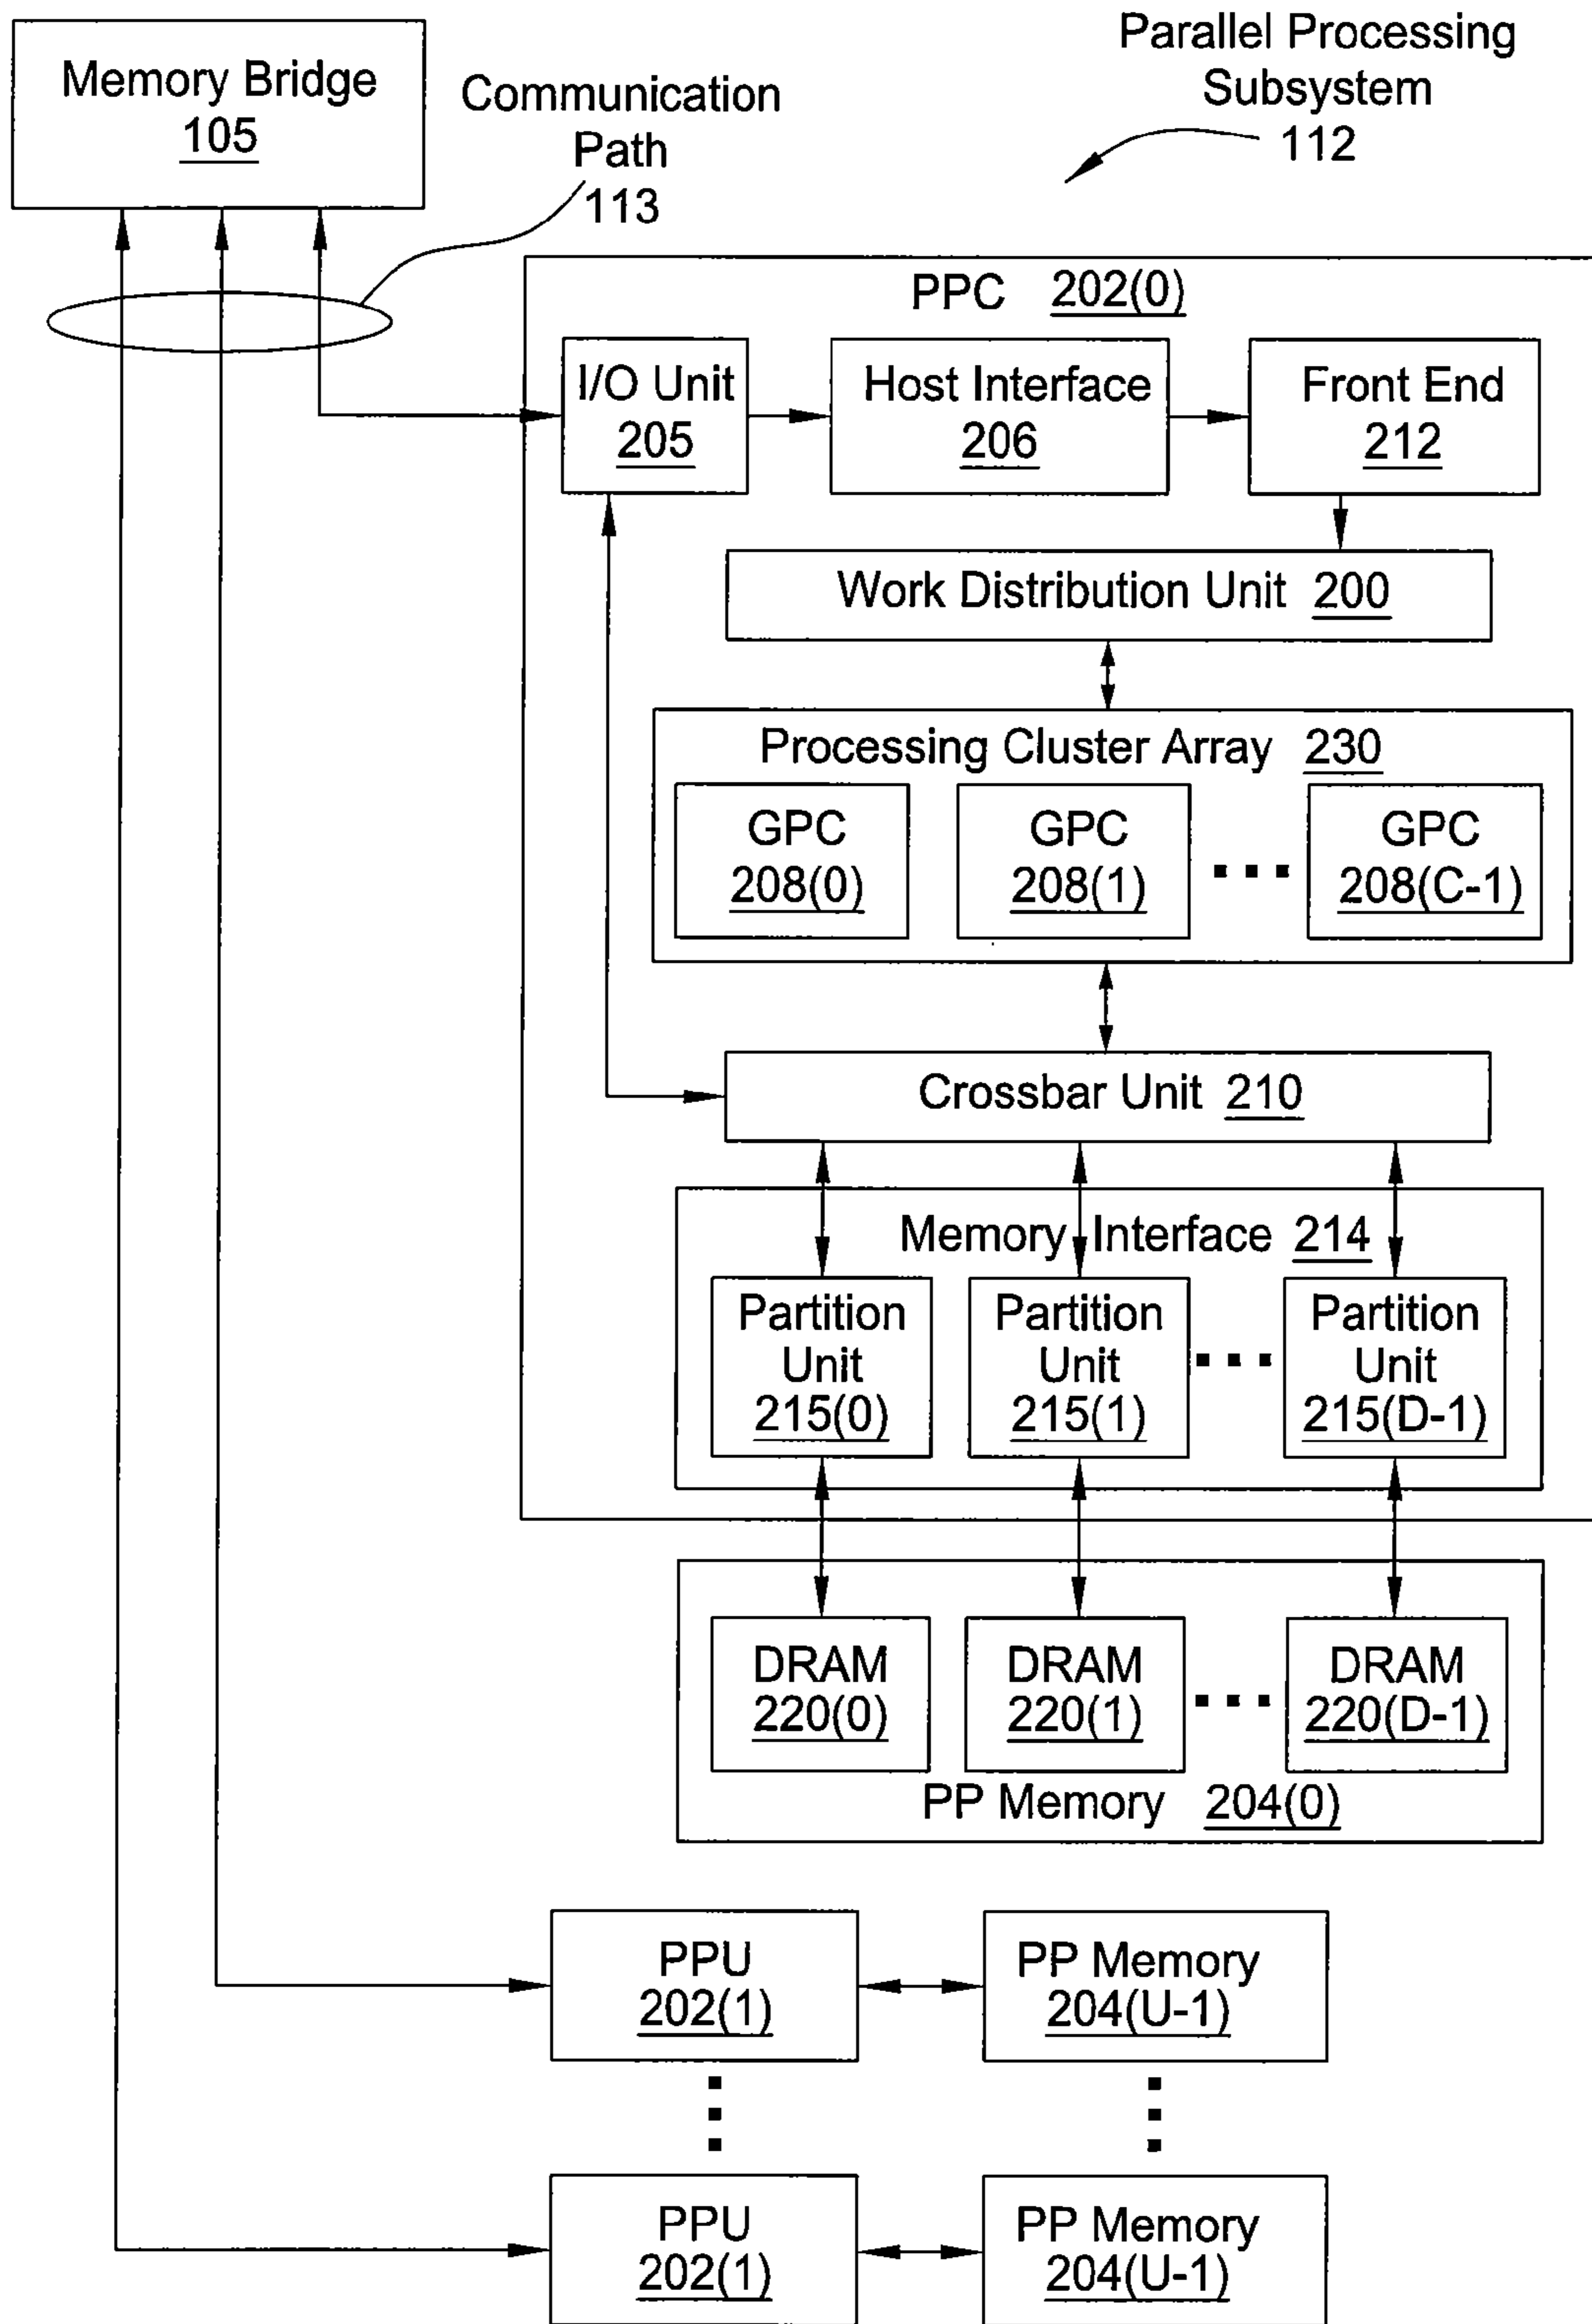 Parallel Processing
Subsystem
112
Memory Bridge
105
Communication
Path
113
PPC 202(0)
I/O Unit
205
Host Interface
206
Front End
212
Work Distribution Unit 200
Processing Cluster Array 230
GPC
208(0)
GPC
208(1)
GPC
208(C-1)
Crossbar Unit 210
Memory Interface 214
Partition
Unit
215(0)
Partition
Unit
215(1)
Partition
Unit
215(D-1)
DRAM
220(0)
DRAM
220(1)
DRAM
220(D-1)
PP Memory 204(0)
PPU
202(1)
PP Memory
204(U-1)
PPU
202(1)
PP Memory
204(U-1)